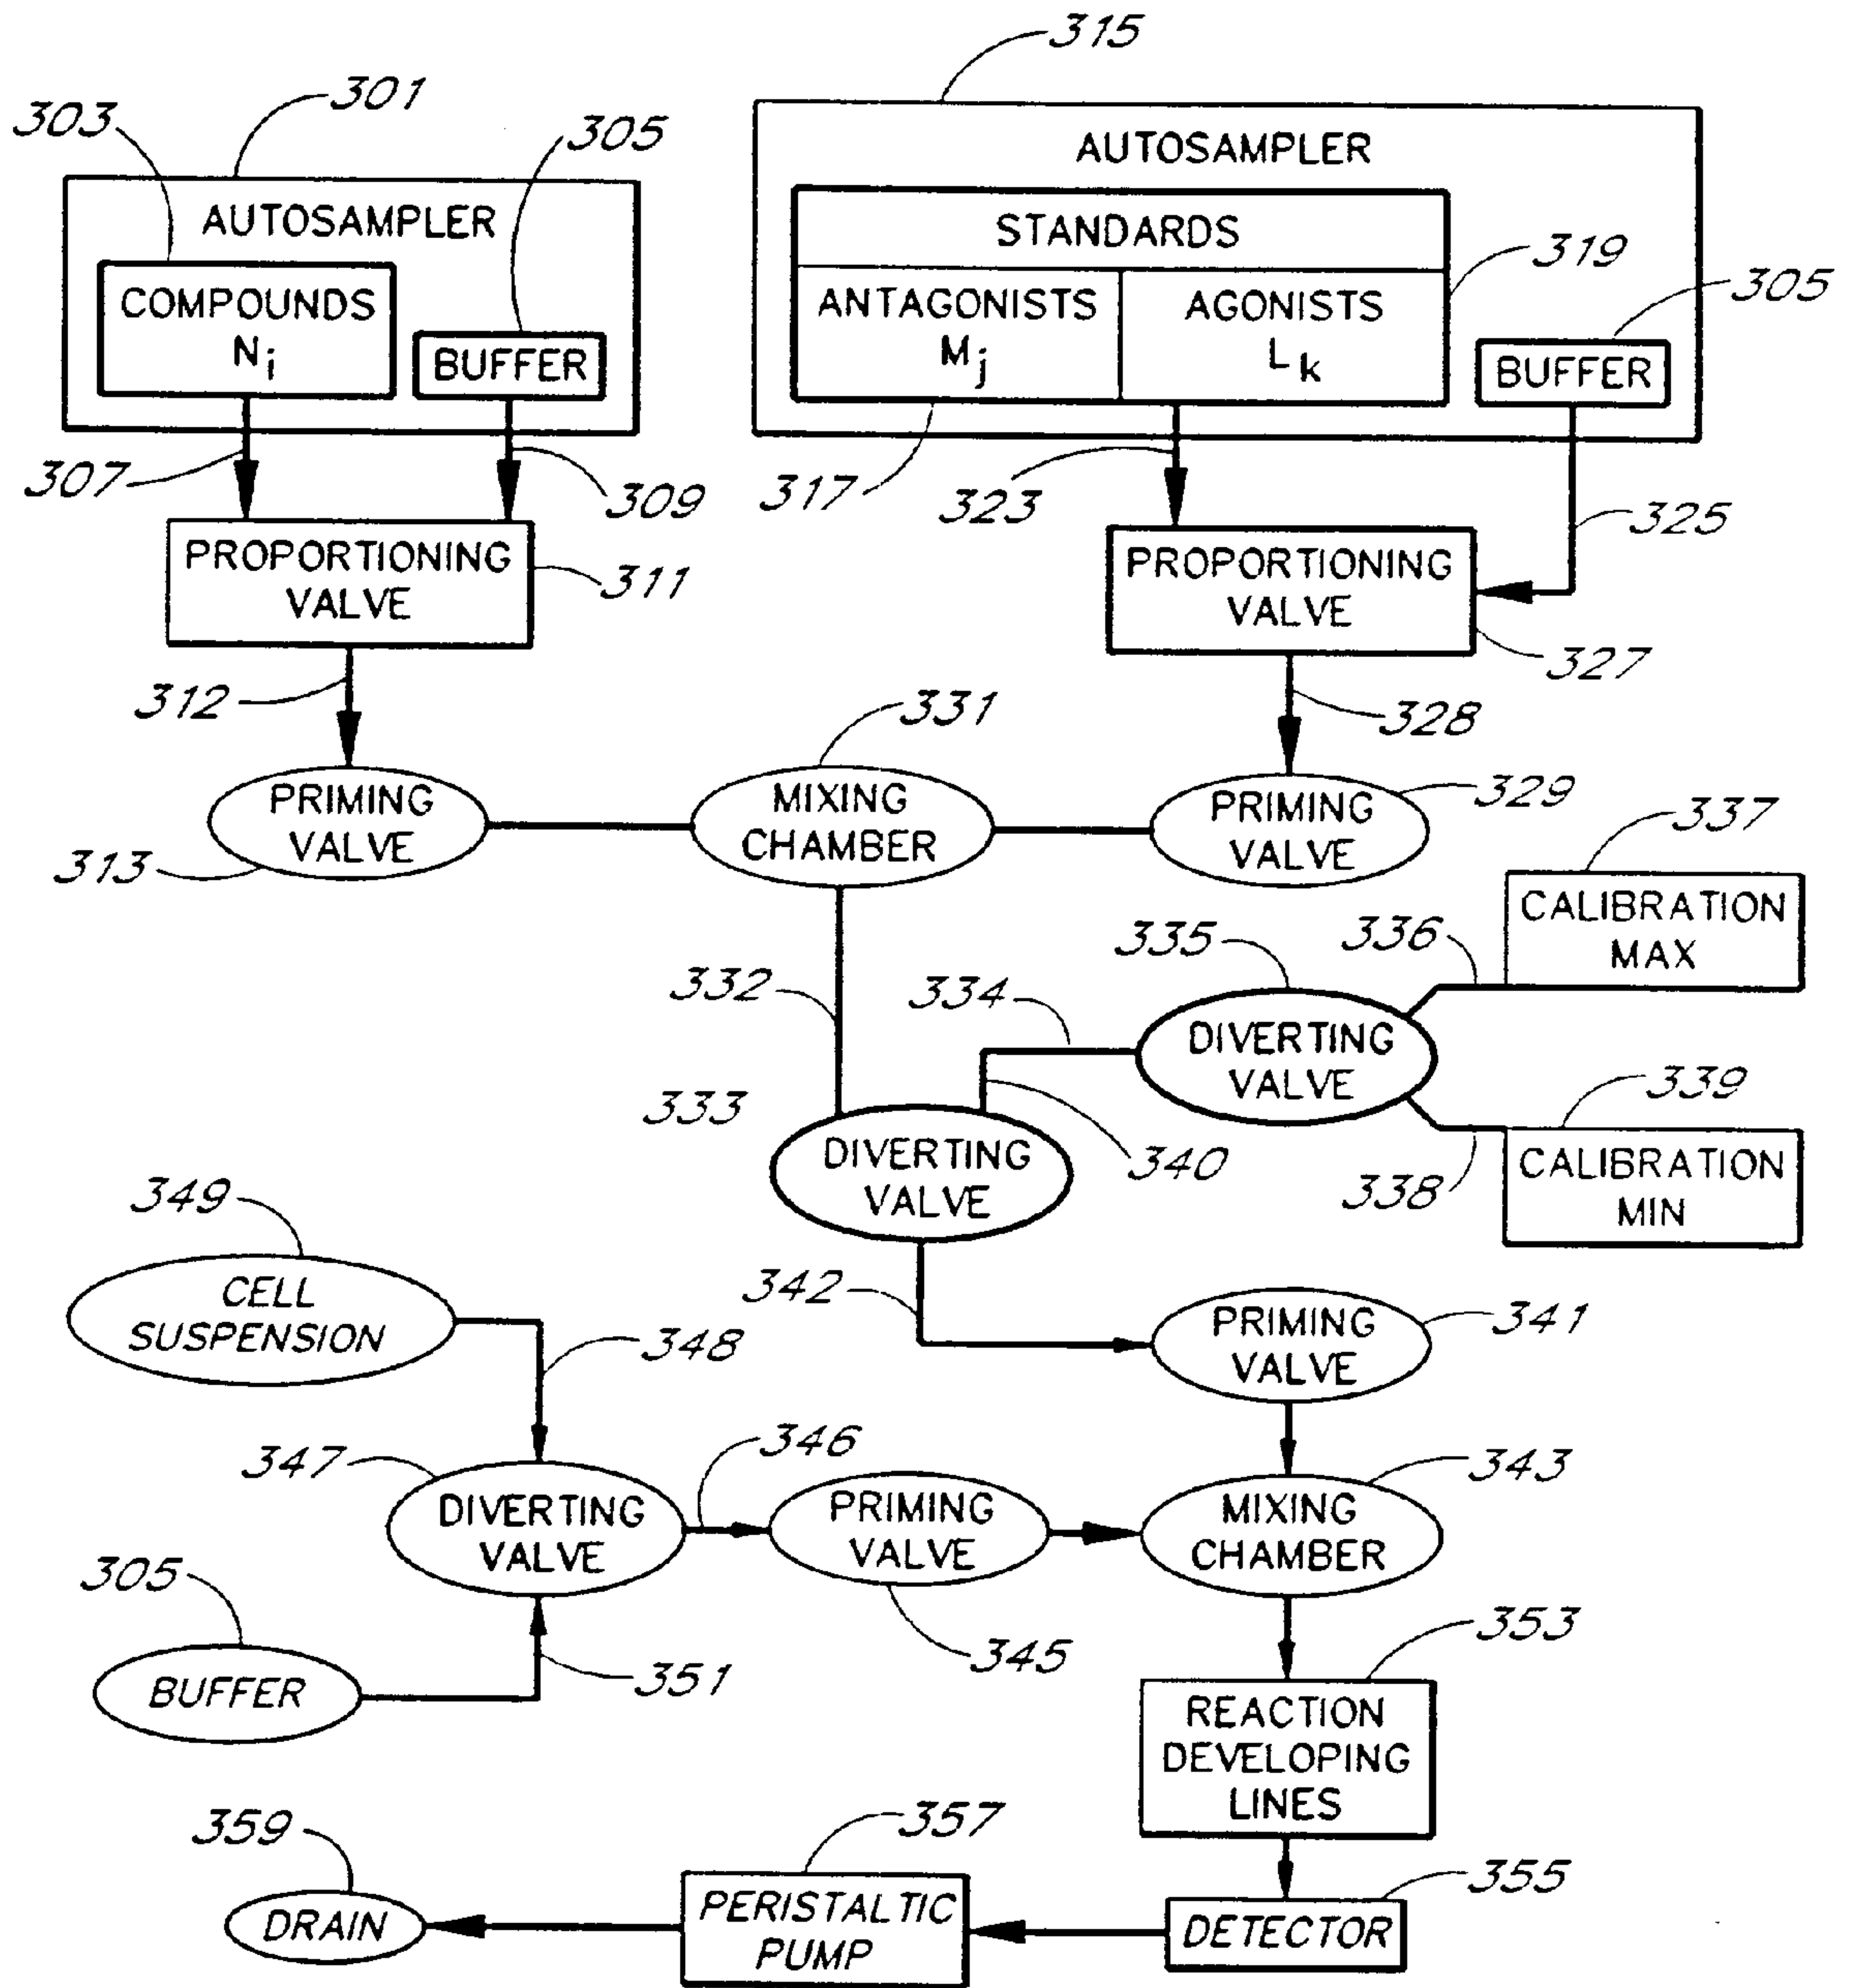 315
301
303
305
AUTOSAMPLER
AUTOSAMPLER
STANDARDS
319
305
COMPOUNDS
Ni
BUFFER
ANTAGONISTS
Mj
AGONISTS
Lk
BUFFER
307
309
317
323
325
PROPORTIONING
VALVE
311
PROPORTIONING
VALVE
327
312
331
328
PRIMING
VALVE
313
MIXING
CHAMBER
PRIMING
VALVE
329
337
CALIBRATION
MAX
335
336
332
334
DIVERTING
VALVE
333
339
DIVERTING
VALVE
340
338
CALIBRATION
MIN
349
CELL
SUSPENSION
342
PRIMING
VALVE
341
348
347
346
343
DIVERTING
VALVE
PRIMING
VALVE
MIXING
CHAMBER
305
BUFFER
351
345
353
REACTION
DEVELOPING
LINES
359
357
355
DRAIN
PERISTALTIC
PUMP
DETECTOR